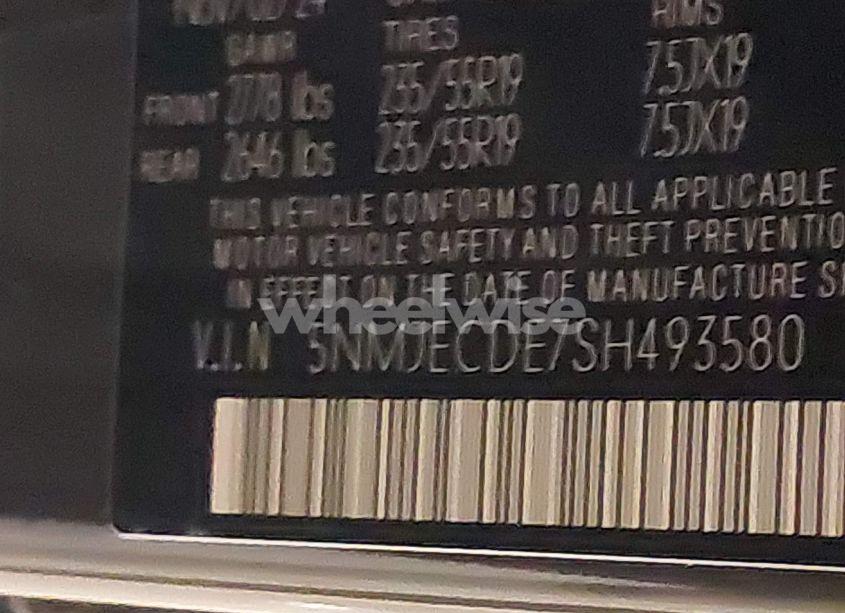 GAWR TIRES RIMS
FRONT 2778 lbs 235/55R19 7.5JX19
REAR 2646 lbs 235/55R19 7.5JX19
THIS VEHICLE CONFORMS TO ALL APPLICABLE
MOTOR VEHICLE SAFETY AND THEFT PREVENTIO
IN EFFECT ON THE DATE OF MANUFACTURE S
wheelwise
V.I.N 5NMJECDE7SH493580